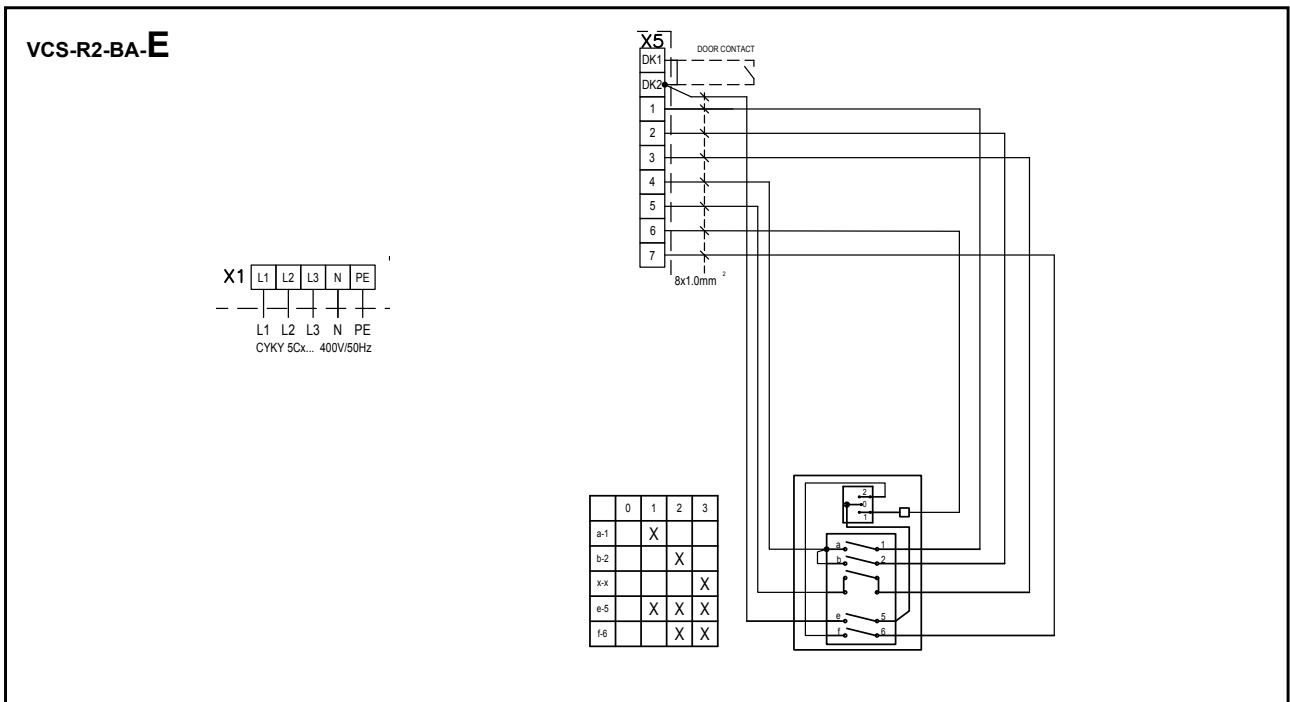 VCS-R2-BA-E
X5
DK1
DOOR CONTACT
DK2
1
2
3
4
5
6
7
8x1.0mm 2
X1 L1 L2 L3 N PE
L1 L2 L3 N PE
CYKY 5Cx... 400V/50Hz
0 1 2 3
a-1 X
b-2 X
x-x X
e-5 X X X
f-6 X X
2
0
1
a 1
b 2
e 5
f 6